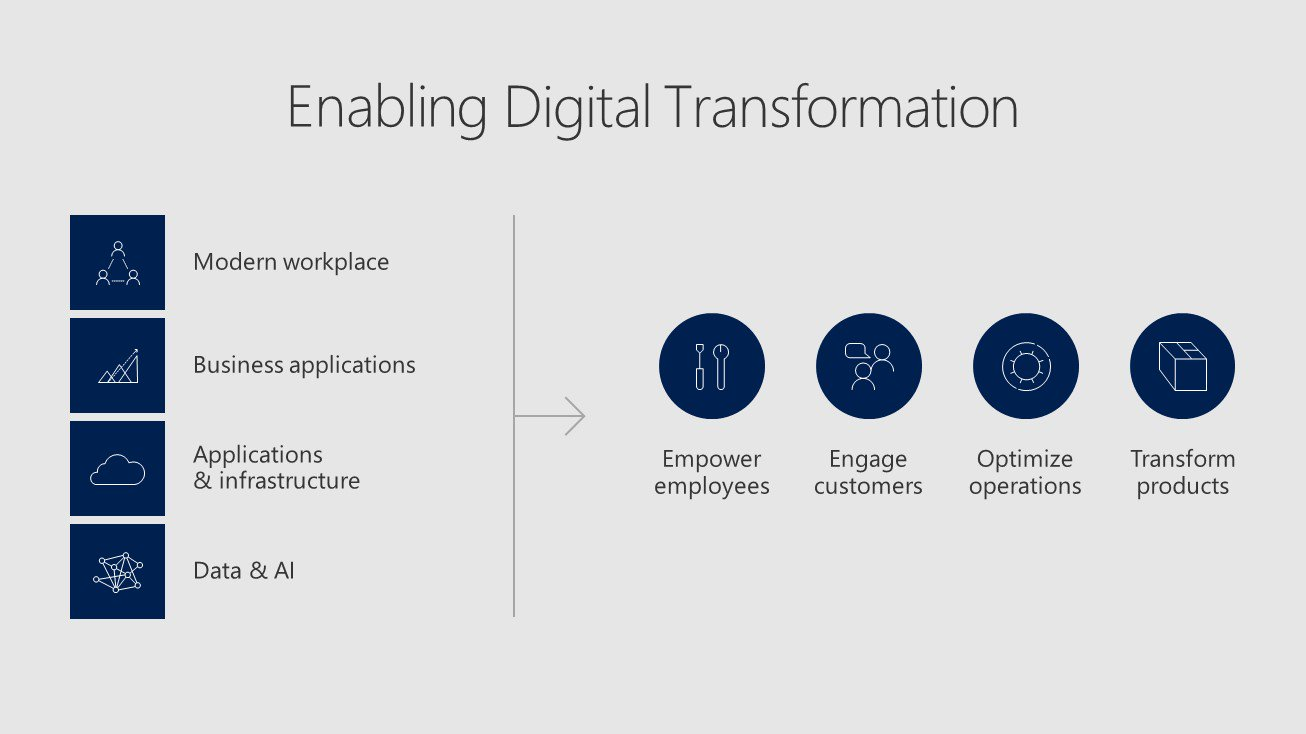 Enabling Digital Transformation
Modern workplace
Business applications
Applications
& infrastructure
Data & AI
Empower
employees
Engage
customers
Optimize
operations
Transform
products